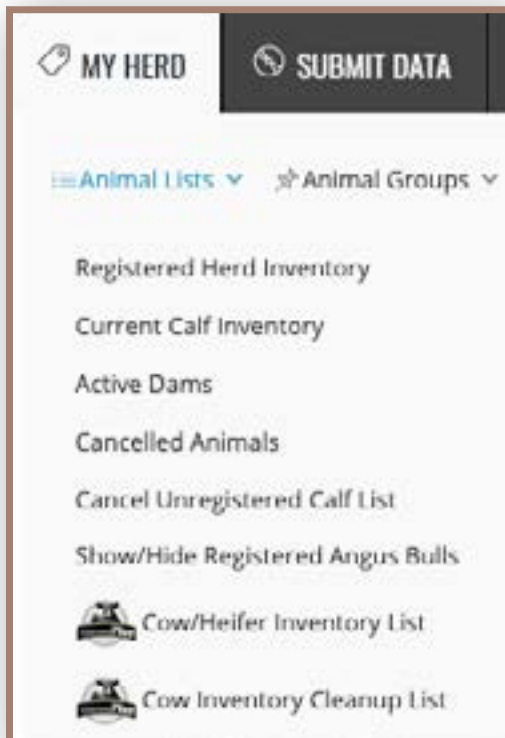 MY HERD SUBMIT DATA
Animal Lists Animal Groups
Registered Herd Inventory
Current Calf Inventory
Active Dams
Cancelled Animals
Cancel Unregistered Calf List
Show/Hide Registered Angus Bulls
Cow/Heifer Inventory List
Cow Inventory Cleanup List